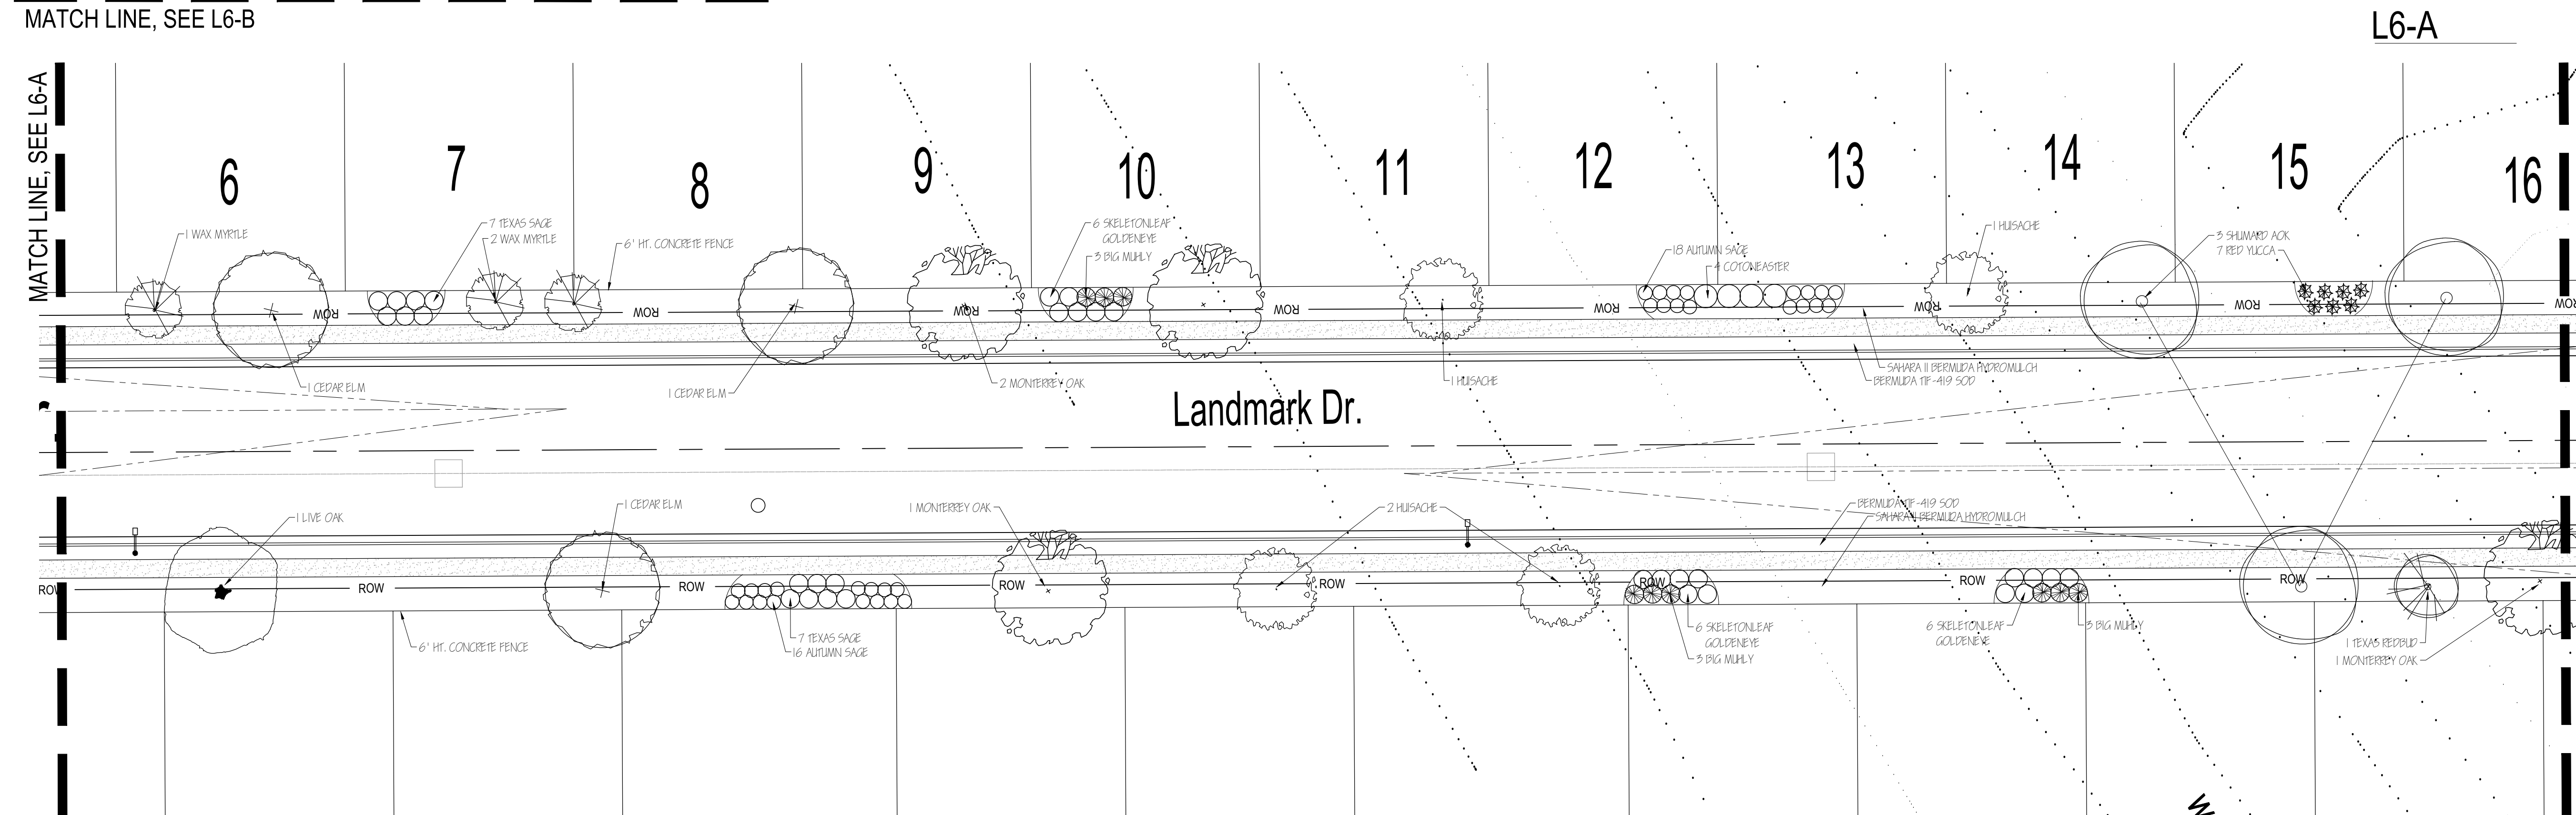 MATCH LINE, SEE L6-B
L6-A
MATCH LINE, SEE L6-A
6
7
8
9
10
11
12
13
14
15
16
1 WAX MYRTLE
7 TEXAS SAGE
2 WAX MYRTLE
6' HT. CONCRETE FENCE
6 SKELETONLEAF
GOLDENEYE
3 BIG MUHLY
18 AUTUMN SAGE
4 COTONEASTER
1 HUISACHE
3 SHUMARD AOK
7 RED YUCCA
ROW
ROW
ROW
ROW
ROW
ROW
ROW
ROW
ROW
ROW
1 CEDAR ELM
1 CEDAR ELM
2 MONTERREY OAK
1 HUISACHE
SAHARA II BERMUDA HYDROMULCH
BERMUDA TIF-419 SOD
Landmark Dr.
1 LIVE OAK
1 CEDAR ELM
1 MONTERREY OAK
2 HUISACHE
BERMUDA TIF-419 SOD
SAHARA II BERMUDA HYDROMULCH
ROW
ROW
ROW
ROW
ROW
ROW
ROW
ROW
6' HT. CONCRETE FENCE
7 TEXAS SAGE
16 AUTUMN SAGE
6 SKELETONLEAF
GOLDENEYE
3 BIG MUHLY
6 SKELETONLEAF
GOLDENEYE
3 BIG MUHLY
1 TEXAS REDBUD
1 MONTERREY OAK